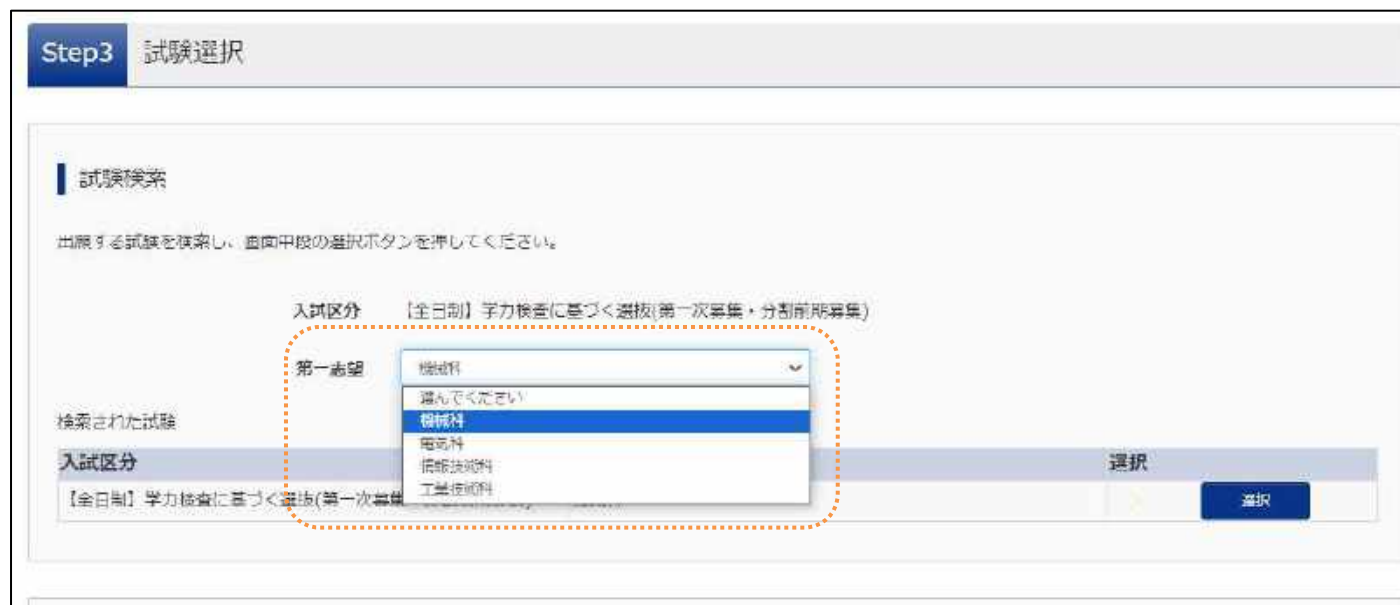 Step3 試験選択
試験検索
出願する試験を検索し、画面中段の選択ボタンを押してください。
入試区分 【全日制】学力検査に基づく選抜(第一次募集・分割前期募集)
第一志望 機械科
選んでください
機械科
検索された試験
電気科
入試区分 情報技術科 選択
工業技術科
【全日制】学力検査に基づく選抜(第一次募集 選択